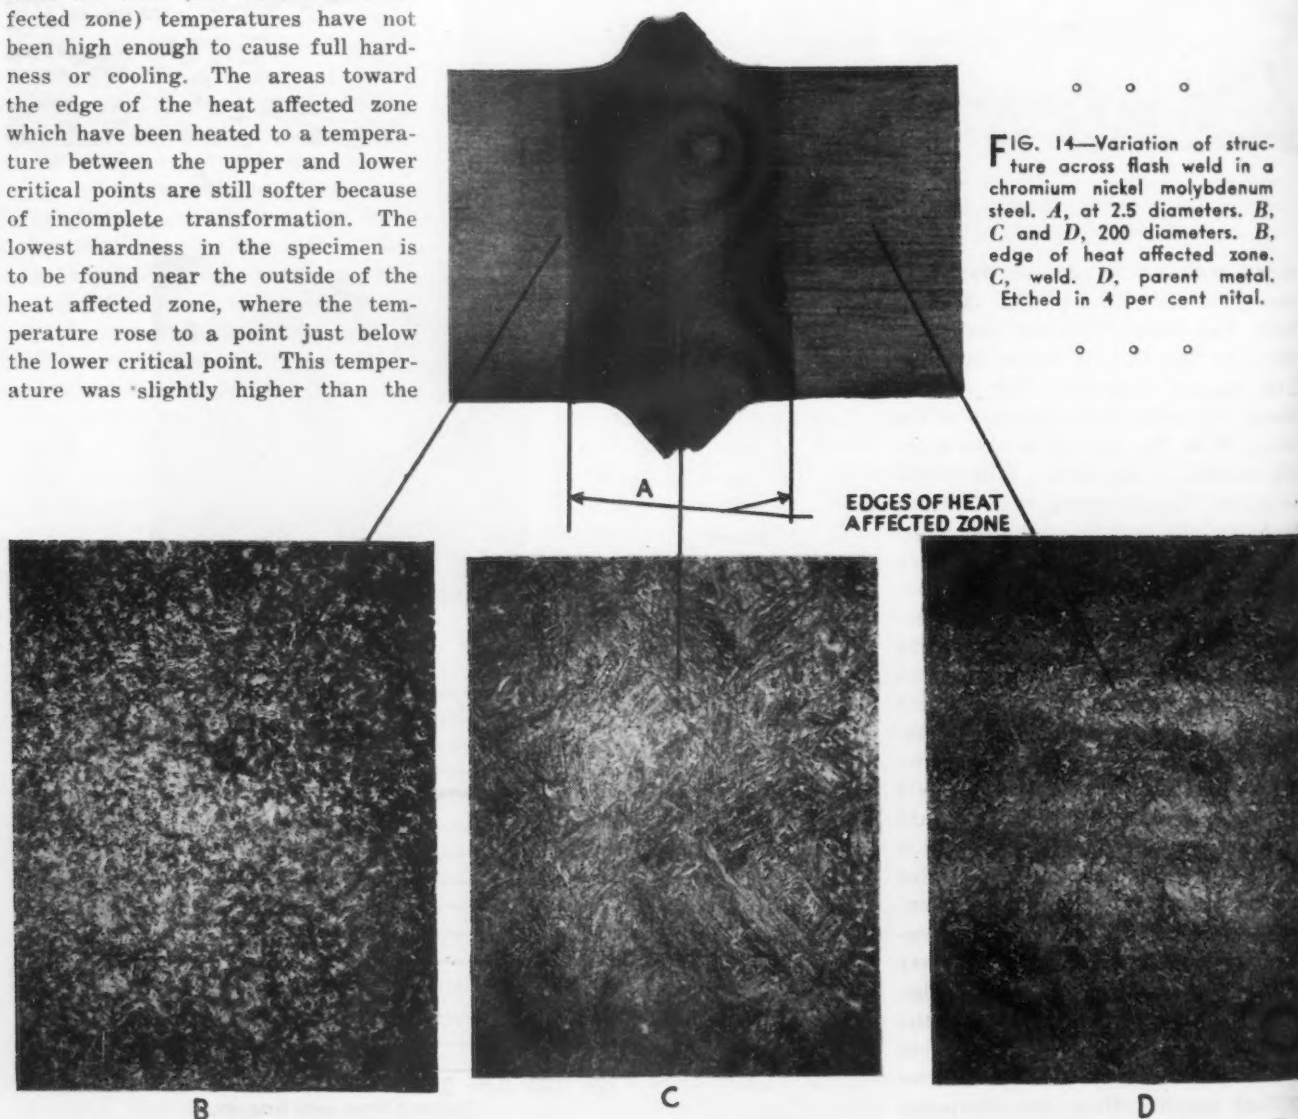 fected zone) temperatures have not
been high enough to cause full hard-
ness or cooling. The areas toward
the edge of the heat affected zone
which have been heated to a tempera-
ture between the upper and lower
critical points are still softer because
of incomplete transformation. The
lowest hardness in the specimen is
to be found near the outside of the
heat affected zone, where the tem-
perature rose to a point just below
the lower critical point. This temper-
ature was slightly higher than the
FIG. 14—Variation of struc-
ture across flash weld in a
chromium nickel molybdenum
steel. A, at 2.5 diameters. B,
C and D, 200 diameters. B,
edge of heat affected zone.
C, weld. D, parent metal.
Etched in 4 per cent nital.
A
EDGES OF HEAT
AFFECTED ZONE
B
C
D